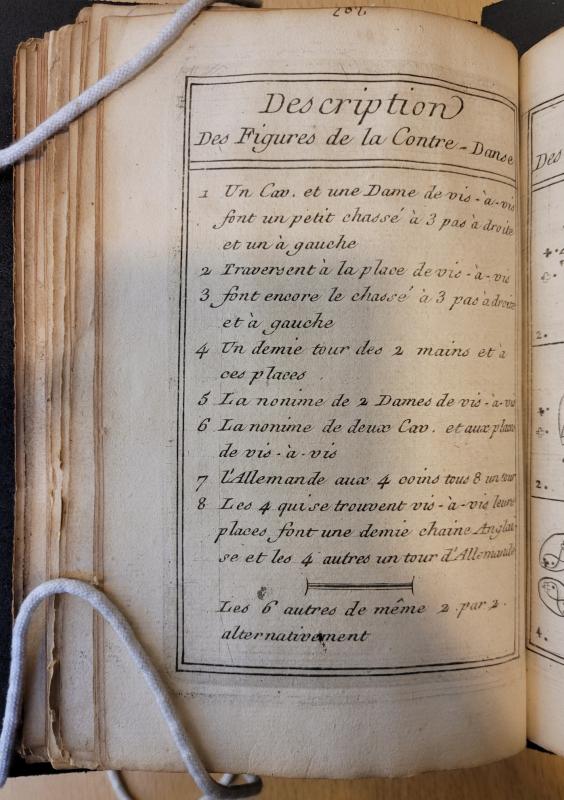 Description
Des Figures de la Contre-Danse
1 Un Cav. et une Dame de vis-à-vis
font un petit chassé à 3 pas à droite
et un à gauche
2 Traversent à la place de vis-à-vis
3 font encore le chassé à 3 pas à droite
et à gauche
4 Un demie tour des 2 mains et à
ces places
5 La nonime de 2 Dames de vis-à-vis
6 La nonime de deux Cav. et aux places
de vis-à-vis
7 l'Allemande aux 4 coins tous 8 un tour
8 Les 4 qui se trouvent vis-à-vis leurs
places font une demie chaine Anglai-
se et les 4 autres un tour d'Allemande
Les 6 autres de même 2 par 2.
alternativement
Des
2.
2.
4.